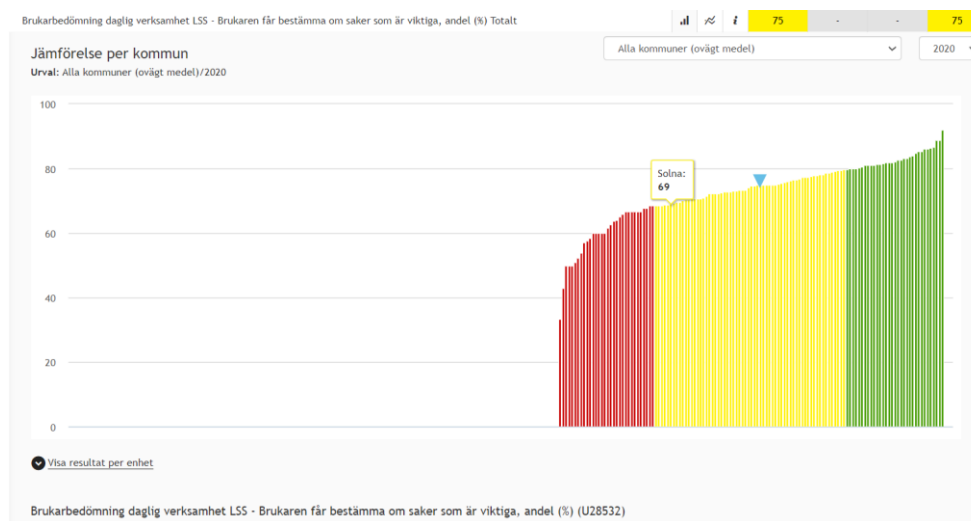 Brukarbedömning daglig verksamhet LSS - Brukaren får bestämma om saker som är viktiga, andel (%) Totalt i 75 - - 75
Jämförelse per kommun
Alla kommuner (ovägt medel) 2020
Urval: Alla kommuner (ovägt medel)/2020
100
80
Solna:
69
60
40
20
0
Visa resultat per enhet
Brukarbedömning daglig verksamhet LSS - Brukaren får bestämma om saker som är viktiga, andel (%) (U28532)